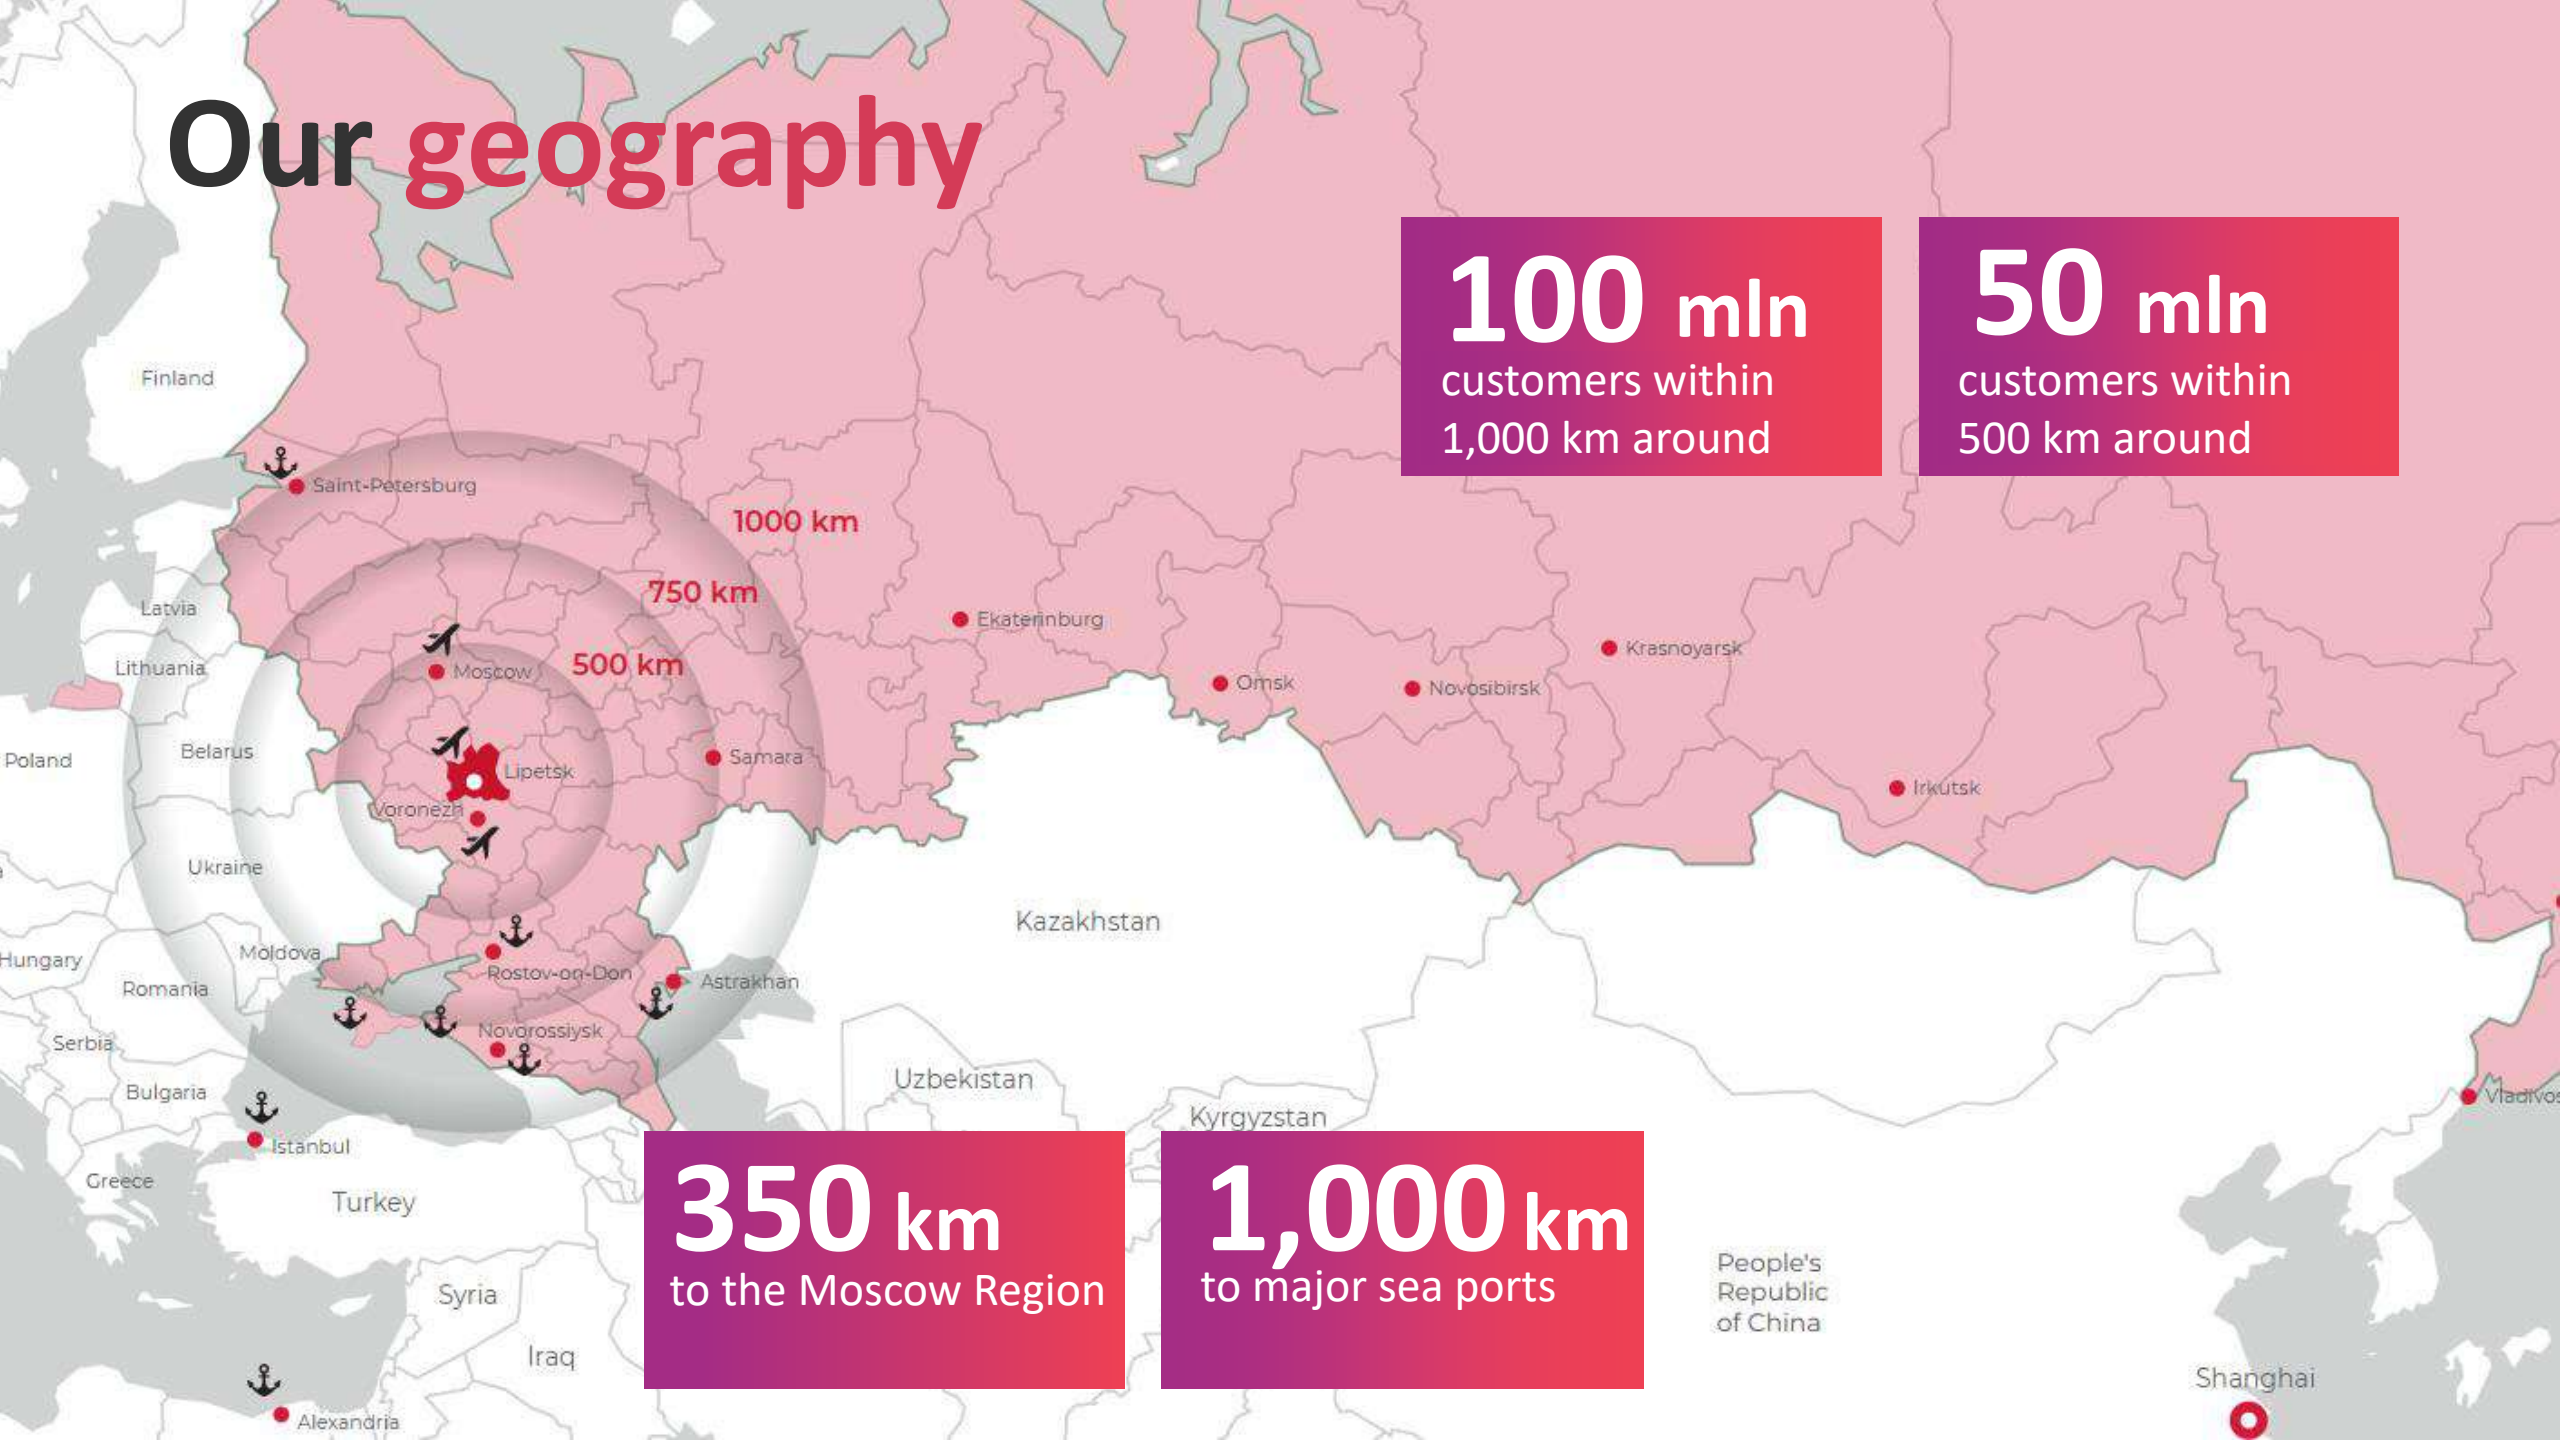 Our geography
100 mln
customers within
1,000 km around
50 mln
customers within
500 km around
Finland
Saint-Petersburg
1000 km
750 km
500 km
Latvia
Lithuania
Moscow
Ekaterinburg
Krasnoyarsk
Omsk
Novosibirsk
Poland
Belarus
Lipetsk
Samara
Voronezh
Irkutsk
Ukraine
Kazakhstan
Moldova
Hungary
Rostov-on-Don
Astrakhan
Romania
Novorossiysk
Serbia
Bulgaria
Uzbekistan
Kyrgyzstan
Vladivos
Istanbul
Greece
Turkey
350 km
to the Moscow Region
1,000 km
to major sea ports
People's
Republic
of China
Syria
Iraq
Shanghai
Alexandria